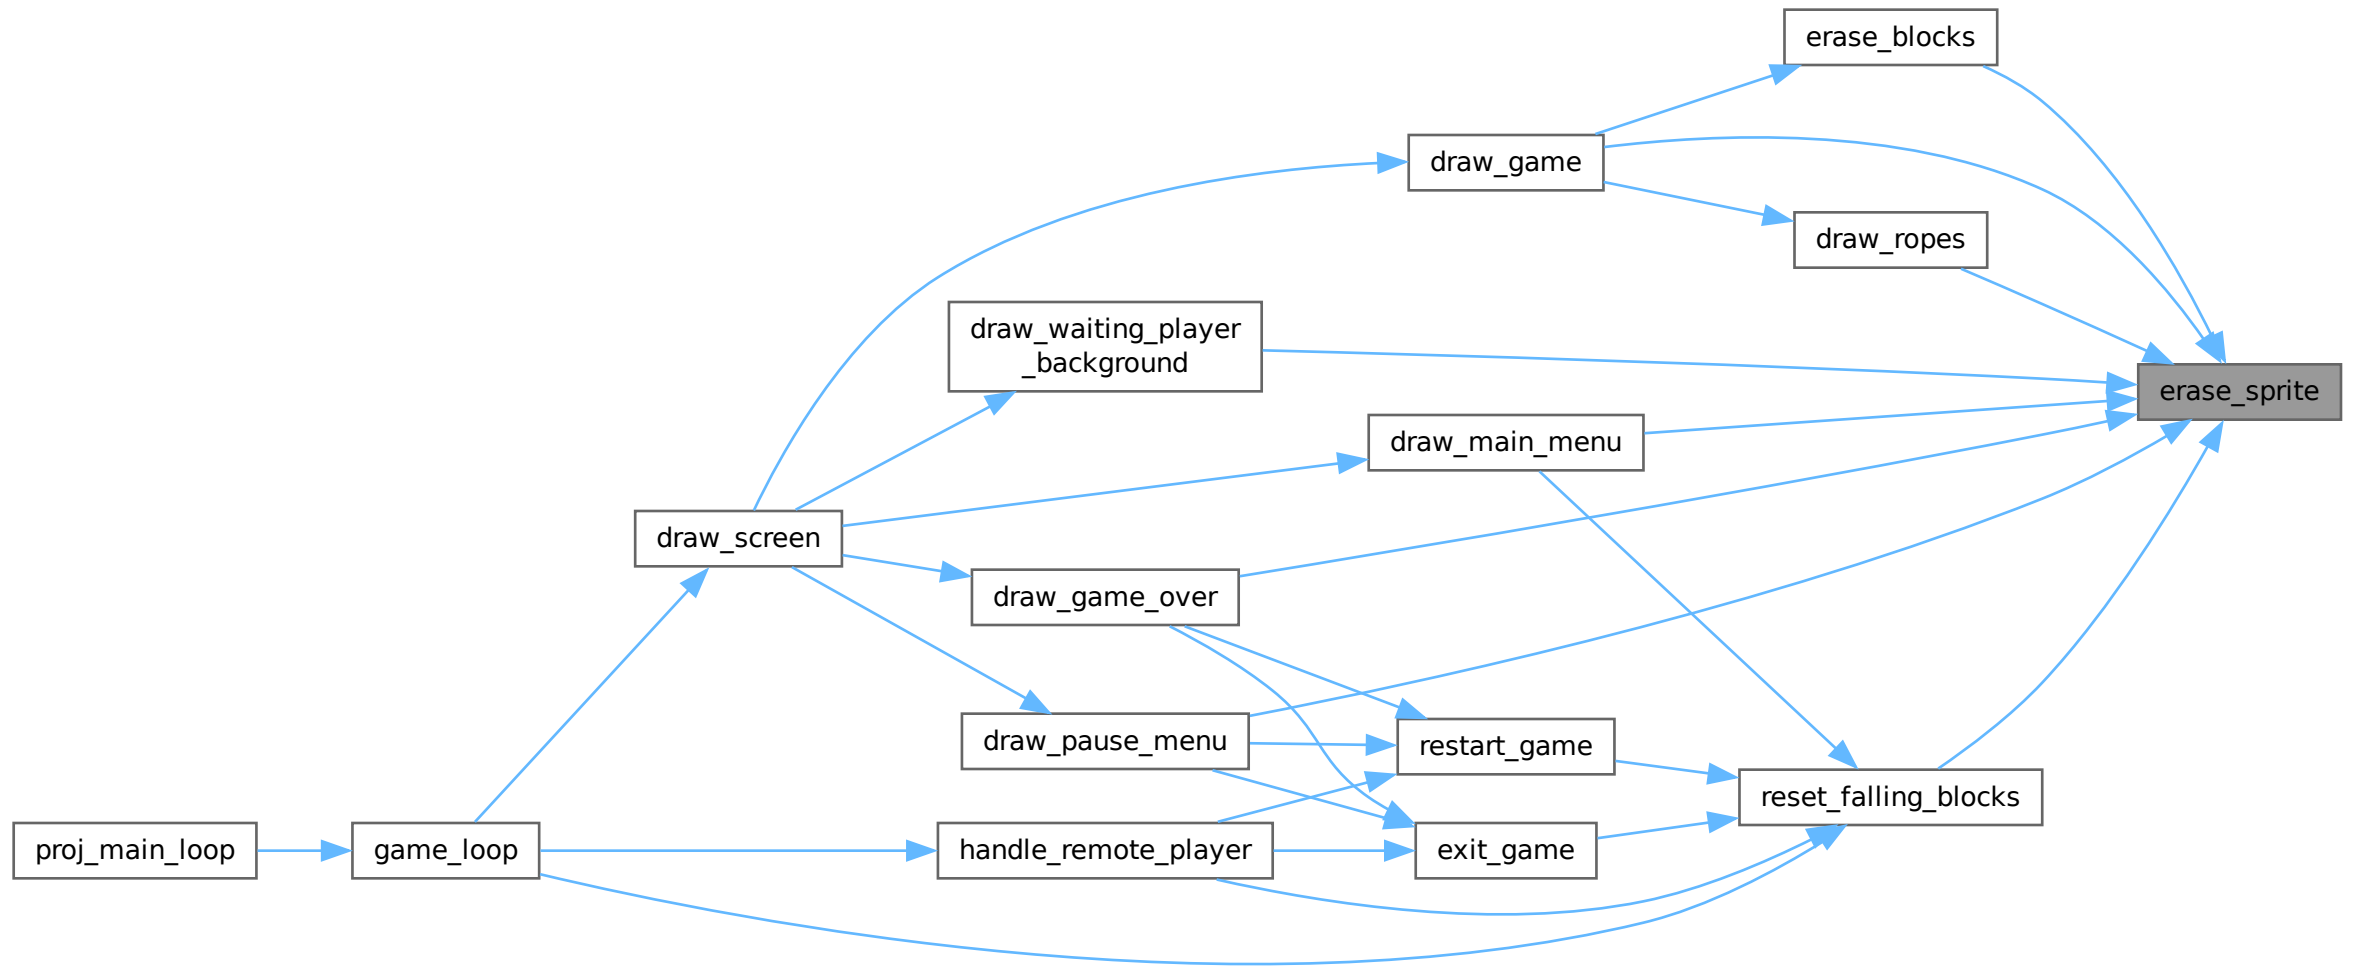 erase_blocks
draw_game
draw_ropes
draw_waiting_player
_background
erase_sprite
draw_main_menu
draw_screen
draw_game_over
draw_pause_menu
restart_game
reset_falling_blocks
proj_main_loop
game_loop
handle_remote_player
exit_game